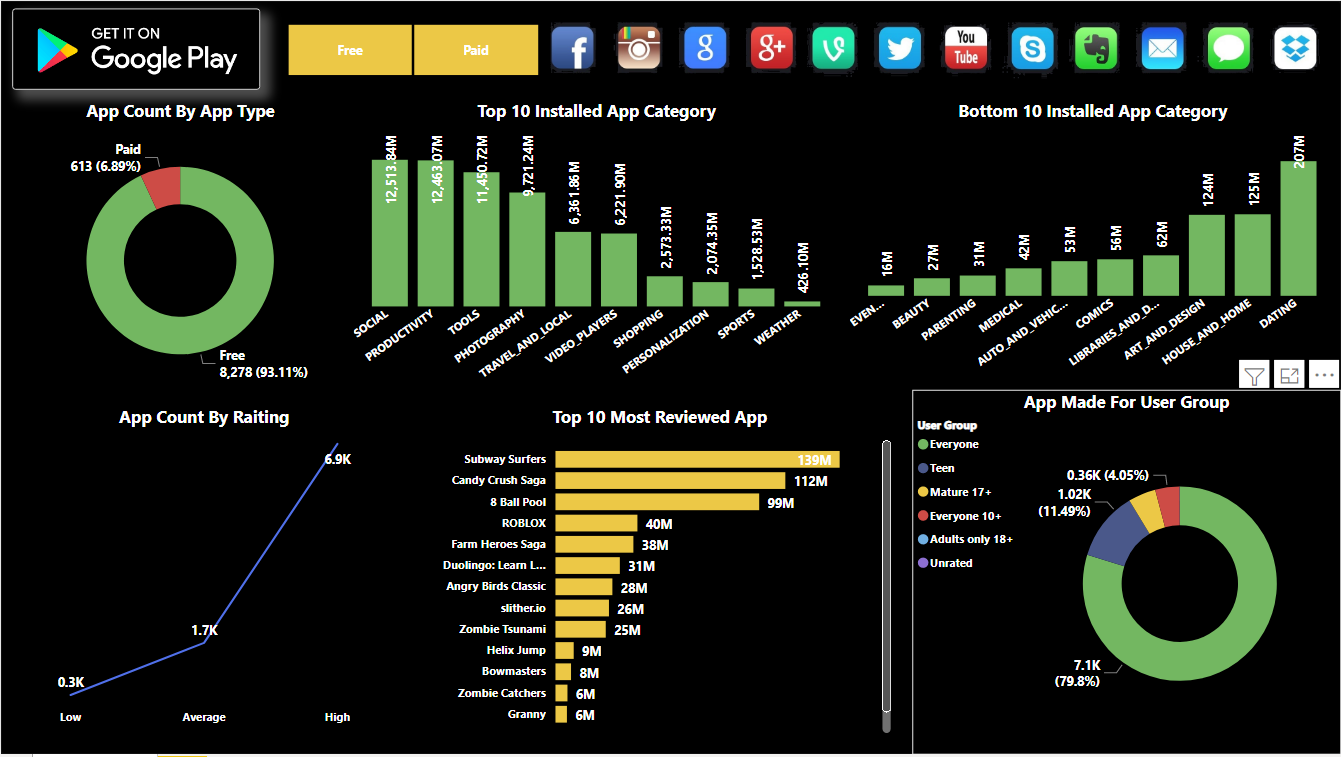 GET IT ON
Google Play
Free
Paid
f
g
g+
You
Tube
S
App Count By App Type
Paid
613 (6.89%)
Free
8,278 (93.11%)
Top 10 Installed App Category
12,513.84M
12,463.07M
11,450.72M
9,721.24M
6,361.86M
6,221.90M
2,573.33M
2,074.35M
1,528.53M
426.10M
SOCIAL
PRODUCTIVITY
TOOLS
PHOTOGRAPHY
TRAVEL_AND_LOCAL
VIDEO_PLAYERS
SHOPPING
PERSONALIZATION
SPORTS
WEATHER
Bottom 10 Installed App Category
16M
27M
31M
42M
53M
56M
62M
124M
125M
207M
EVEN...
BEAUTY
PARENTING
MEDICAL
AUTO_AND_VEHIC...
COMICS
LIBRARIES_AND_D...
ART_AND_DESIGN
HOUSE_AND_HOME
DATING
App Count By Raiting
6.9K
1.7K
0.3K
Low
Average
High
Top 10 Most Reviewed App
Subway Surfers 139M
Candy Crush Saga 112M
8 Ball Pool 99M
ROBLOX 40M
Farm Heroes Saga 38M
Duolingo: Learn L... 31M
Angry Birds Classic 28M
slither.io 26M
Zombie Tsunami 25M
Helix Jump 9M
Bowmasters 8M
Zombie Catchers 6M
Granny 6M
App Made For User Group
User Group
Everyone
Teen
Mature 17+
Everyone 10+
Adults only 18+
Unrated
0.36K (4.05%)
1.02K
(11.49%)
7.1K
(79.8%)